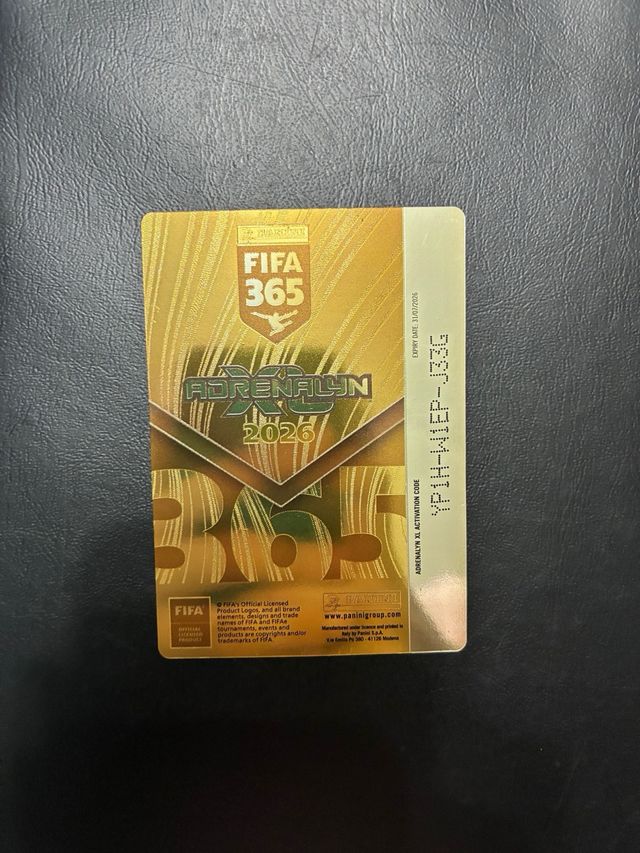 PANINI
FIFA
365
ADRENALYN
XL
2026
365
FIFA®
OFFICIAL
LICENSED
PRODUCT
© FIFA's Official Licensed
Product Logos, and all brand
elements, designs and trade
names of FIFA and FIFAe
tournaments, events and
products are copyrights and/or
trademarks of FIFA.
PANINI
www.paninigroup.com
Manufactured under licence and printed in
Italy by Panini S.p.A.
V.le Emilio Po 380 - 41126 Modena
ADRENALYN XL ACTIVATION CODE
EXPIRY DATE: 31/07/2026
YP1H-W1EP-J33G